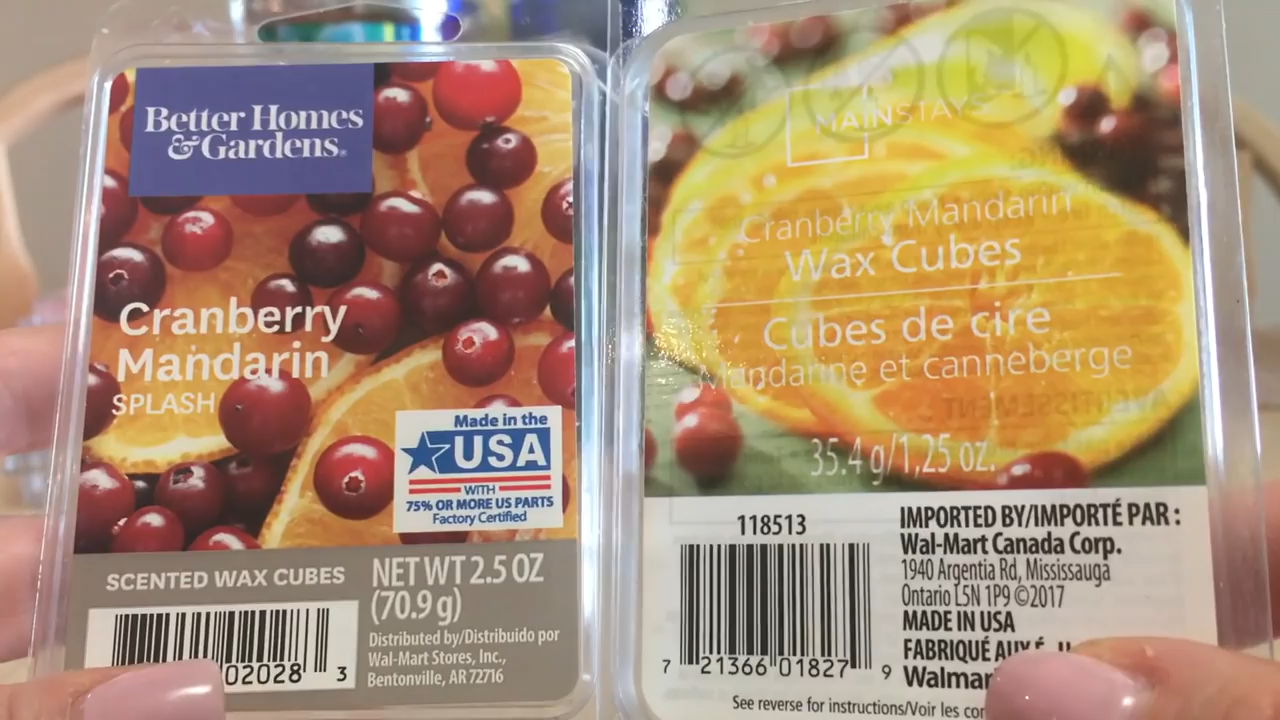 Better Homes
& Gardens®
Cranberry
Mandarin
SPLASH
Made in the
USA
WITH
75% OR MORE US PARTS
Factory Certified
SCENTED WAX CUBES
NET WT 2.5 OZ
(70.9 g)
Distributed by/Distribuido por
Wal-Mart Stores, Inc.,
Bentonville, AR 72716
02028 3
MAINSTAYS
Cranberry Mandarin
Wax Cubes
Cubes de cire
Mandarine et canneberge
35.4 g/1,25 oz.
118513
7 21366 01827 9
IMPORTED BY/IMPORTÉ PAR :
Wal-Mart Canada Corp.
1940 Argentia Rd, Mississauga
Ontario L5N 1P9 ©2017
MADE IN USA
FABRIQUÉ AUX
See reverse for instructions/Voir les
AVERTISSEMENT